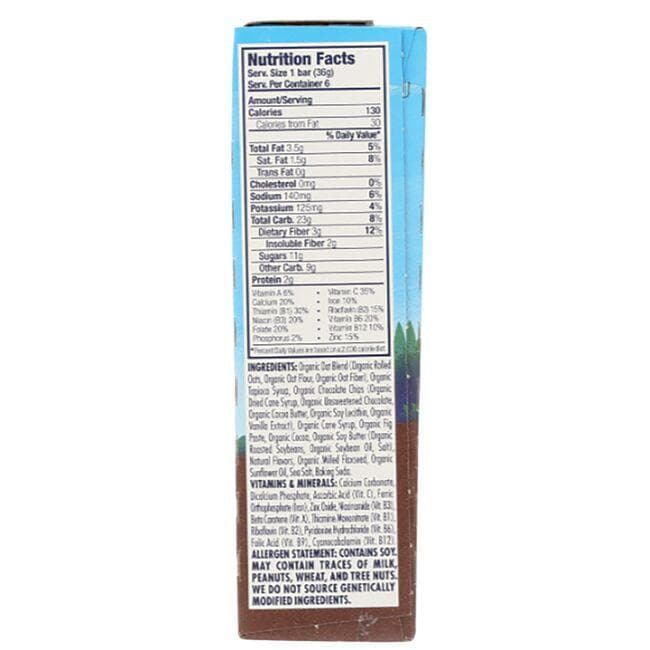 Nutrition Facts
Serv. Size 1 bar (36g)
Serv. Per Container 6
Amount/Serving
Calories 130
Calories from Fat 30
% Daily Value*
Total Fat 3.5g 5%
Sat. Fat 1.5g 8%
Trans Fat 0g
Cholesterol 0mg 0%
Sodium 140mg 6%
Potassium 125mg 4%
Total Carb. 23g 8%
Dietary Fiber 3g 12%
Insoluble Fiber 2g
Sugars 11g
Other Carb. 9g
Protein 2g
Vitamin A 6% • Vitamin C 35%
Calcium 20% • Iron 10%
Thiamin (B1) 30% • Riboflavin (B2) 15%
Niacin (B3) 20% • Vitamin B6 20%
Folate 20% • Vitamin B12 10%
Phosphorus 2% • Zinc 15%
*Percent Daily Values are based on a 2,000 calorie diet.
INGREDIENTS: Organic Oat Blend (Organic Rolled
Oats, Organic Oat Flour, Organic Oat Fiber), Organic
Tapioca Syrup, Organic Chocolate Chips (Organic
Dried Cane Syrup, Organic Unsweetened Chocolate,
Organic Cocoa Butter, Organic Soy Lecithin, Organic
Vanilla Extract), Organic Cane Syrup, Organic Fig
Paste, Organic Cocoa, Organic Soy Butter (Organic
Roasted Soybeans, Organic Soybean Oil, Salt),
Natural Flavors, Organic Milled Flaxseed, Organic
Sunflower Oil, Sea Salt, Baking Soda.
VITAMINS & MINERALS: Calcium Carbonate,
Dicalcium Phosphate, Ascorbic Acid (Vit. C), Ferric
Orthophosphate (Iron), Zinc Oxide, Niacinamide (Vit. B3),
Beta Carotene (Vit. A), Thiamine Mononitrate (Vit. B1),
Riboflavin (Vit. B2), Pyridoxine Hydrochloride (Vit. B6),
Folic Acid (Vit. B9), Cyanocobalamin (Vit. B12).
ALLERGEN STATEMENT: CONTAINS SOY.
MAY CONTAIN TRACES OF MILK,
PEANUTS, WHEAT, AND TREE NUTS.
WE DO NOT SOURCE GENETICALLY
MODIFIED INGREDIENTS.